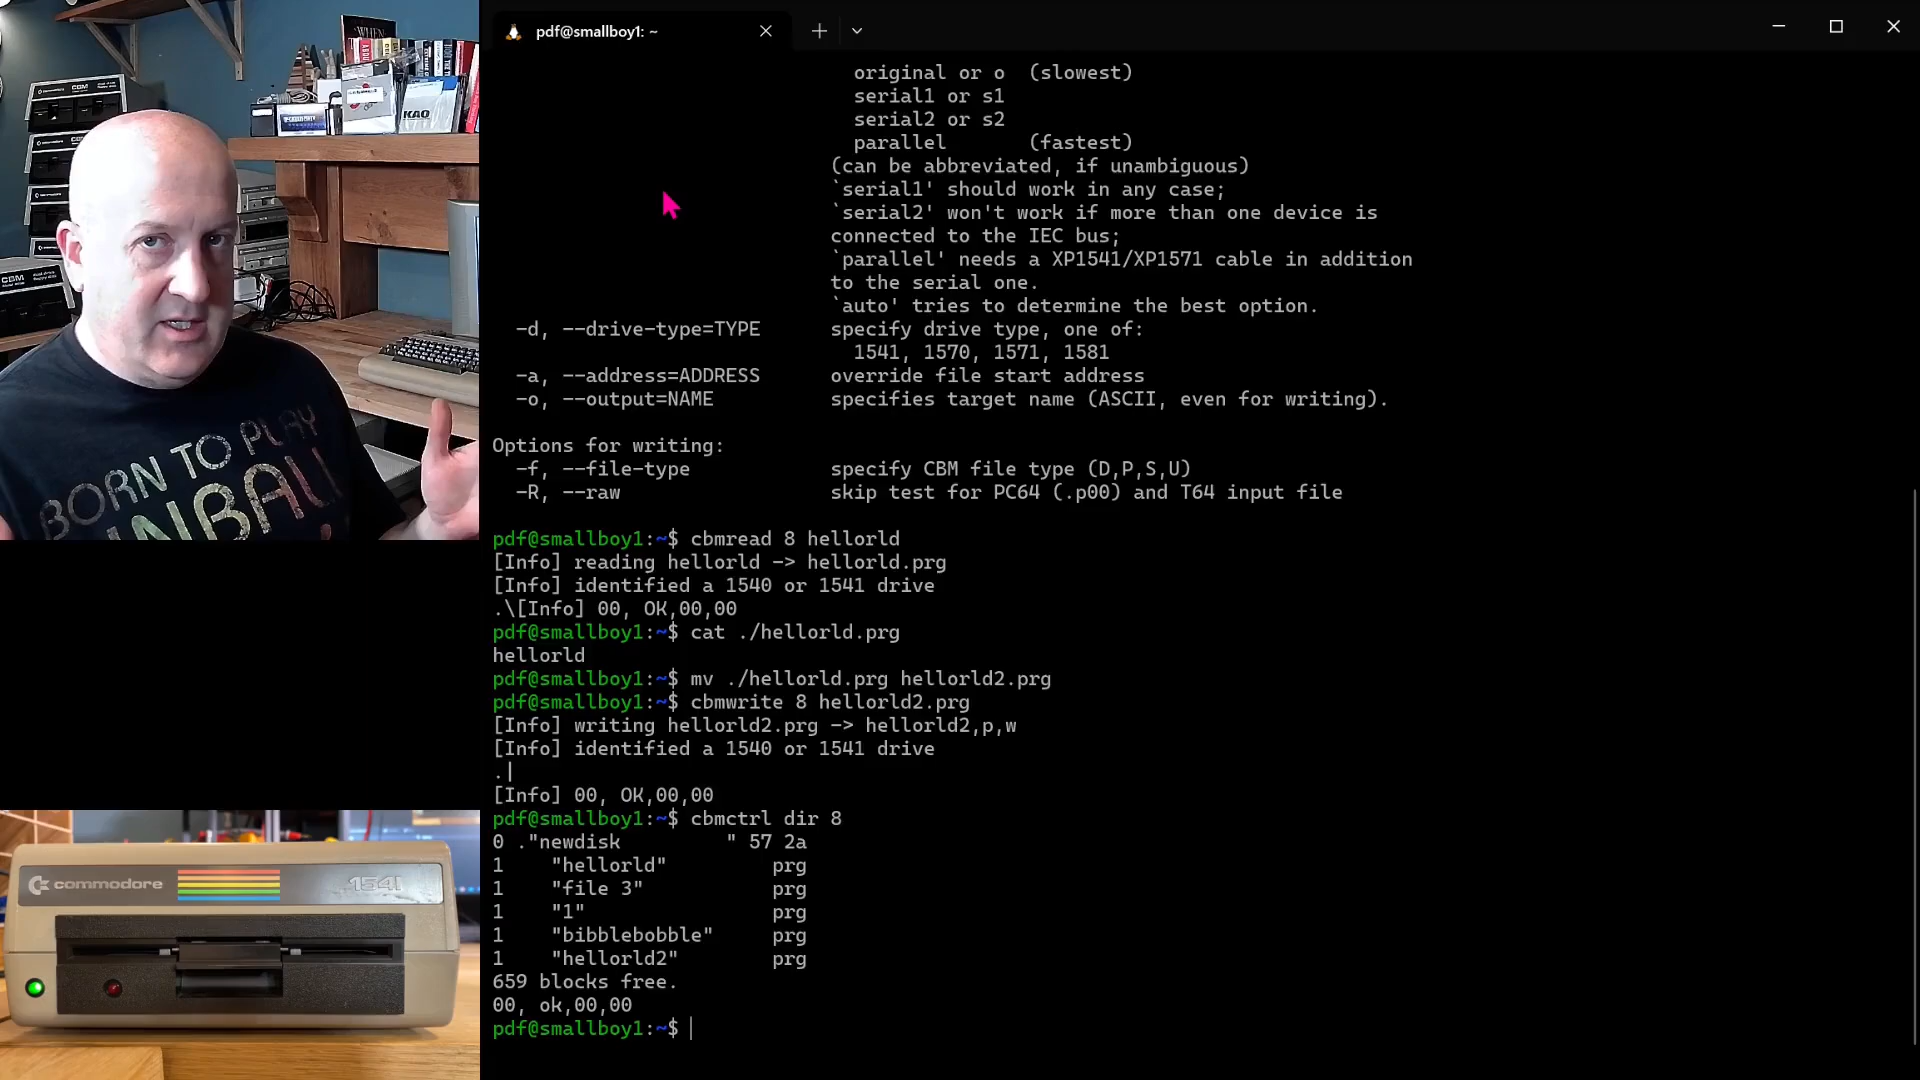 pdf@smallboy1: ~
original or o (slowest)
serial1 or s1
serial2 or s2
parallel (fastest)
(can be abbreviated, if unambiguous)
`serial1' should work in any case;
`serial2' won't work if more than one device is
connected to the IEC bus;
`parallel' needs a XP1541/XP1571 cable in addition
to the serial one.
`auto' tries to determine the best option.
-d, --drive-type=TYPE specify drive type, one of:
1541, 1570, 1571, 1581
-a, --address=ADDRESS override file start address
-o, --output=NAME specifies target name (ASCII, even for writing).
Options for writing:
-f, --file-type specify CBM file type (D,P,S,U)
-R, --raw skip test for PC64 (.p00) and T64 input file
pdf@smallboy1:~$ cbmread 8 hellorld
[Info] reading hellorld -> hellorld.prg
[Info] identified a 1540 or 1541 drive
.\[Info] 00, OK,00,00
pdf@smallboy1:~$ cat ./hellorld.prg
hellorld
pdf@smallboy1:~$ mv ./hellorld.prg hellorld2.prg
pdf@smallboy1:~$ cbmwrite 8 hellorld2.prg
[Info] writing hellorld2.prg -> hellorld2,p,w
[Info] identified a 1540 or 1541 drive
.|
[Info] 00, OK,00,00
pdf@smallboy1:~$ cbmctrl dir 8
0 ."newdisk " 57 2a
1 "hellorld" prg
1 "file 3" prg
1 "1" prg
1 "bibblebobble" prg
1 "hellorld2" prg
659 blocks free.
00, ok,00,00
pdf@smallboy1:~$
WHEN
KAO
CBM
CBM
BORN TO PLAY
commodore 1541